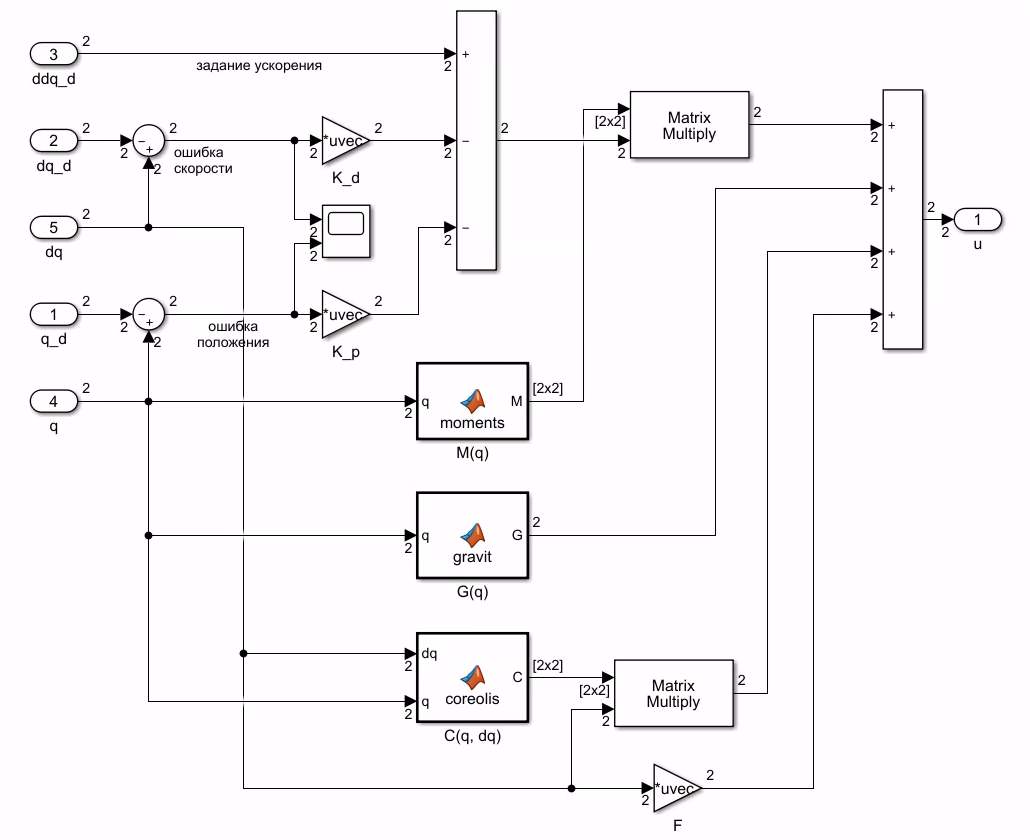 3
2
ddq_d
задание ускорения
+
2
2
2
dq_d
−
+
2
2
2
ошибка
скорости
*uvec
2
2
K_d
−
2
2
5
2
dq
2
2
−
2
1
2
q_d
−
+
2
2
2
ошибка
положения
*uvec
2
2
K_p
4
2
q
q
2
moments
M
[2x2]
M(q)
[2x2]
2
Matrix
Multiply
2
+
2
+
2
+
2
+
2
2
2
1
u
q
2
gravit
G
2
G(q)
dq
2
q
2
coreolis
C
[2x2]
C(q, dq)
[2x2]
2
Matrix
Multiply
2
*uvec
2
2
F